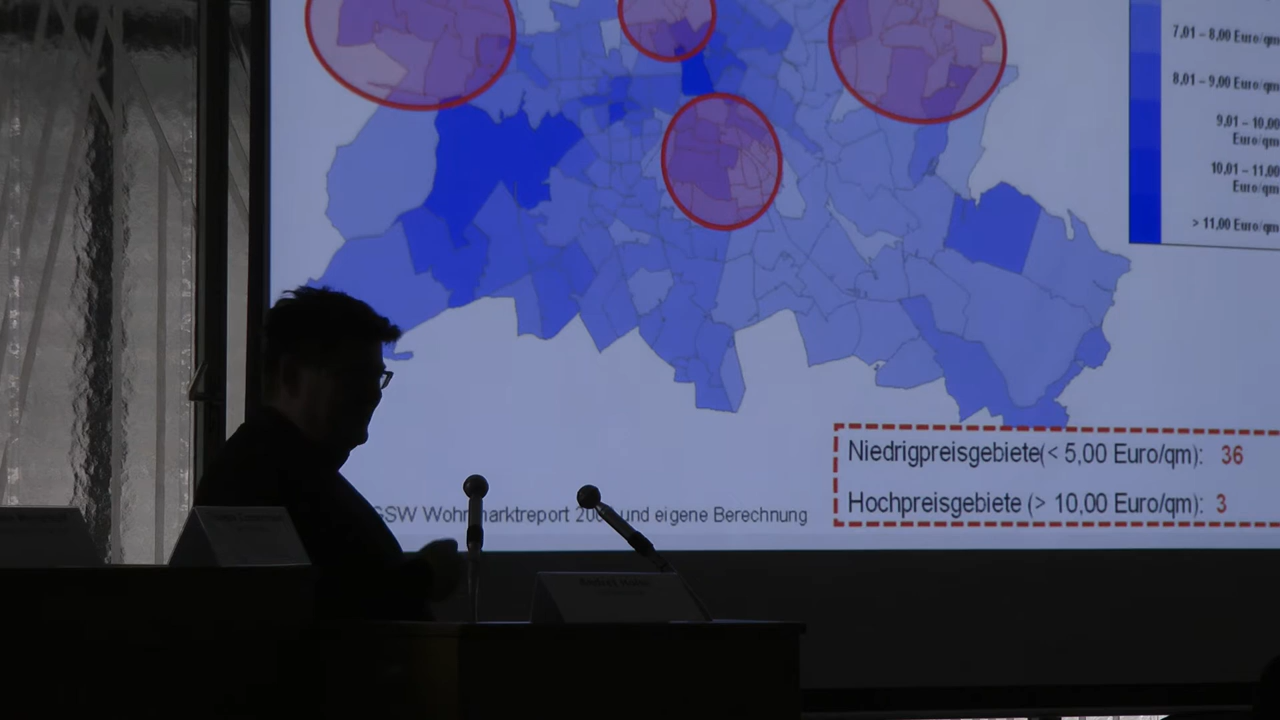 7,01 – 8,00 Euro/qm
8,01 – 9,00 Euro/qm
9,01 – 10,00
Euro/qm
10,01 – 11,00
Euro/qm
> 11,00 Euro/qm
Niedrigpreisgebiete(< 5,00 Euro/qm): 36
Hochpreisgebiete (> 10,00 Euro/qm): 3
GSW Wohnmarktreport und eigene Berechnung